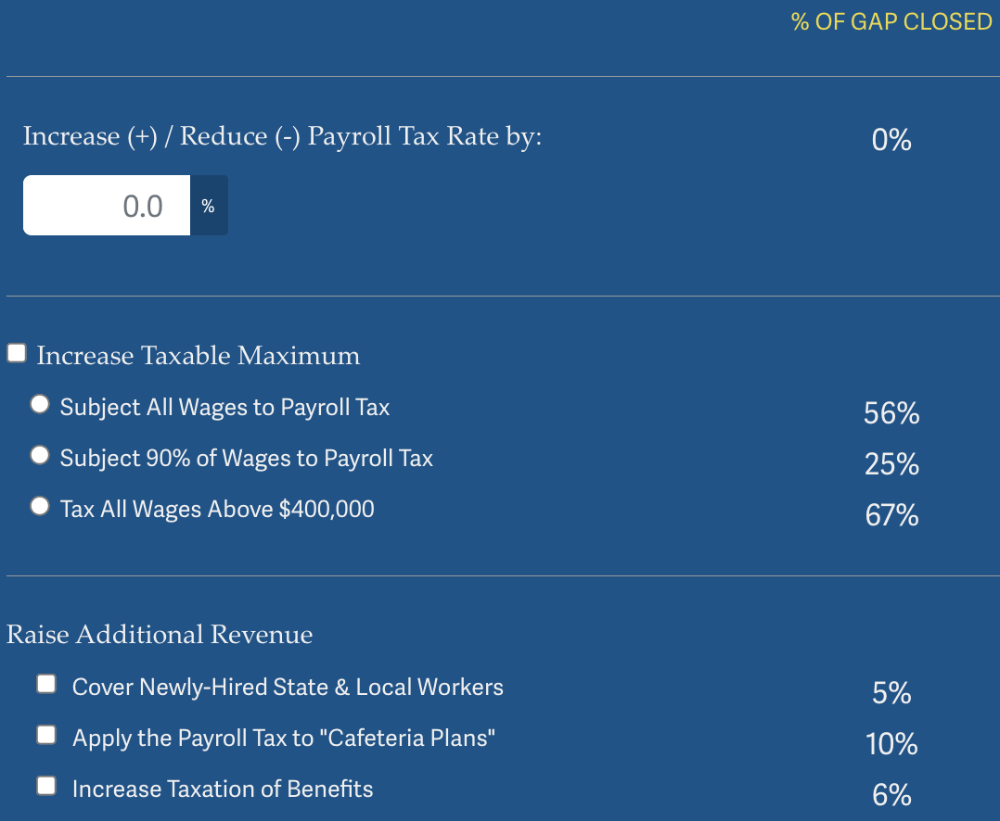 % OF GAP CLOSED
Increase (+) / Reduce (-) Payroll Tax Rate by:
0%
0.0 %
Increase Taxable Maximum
Subject All Wages to Payroll Tax 56%
Subject 90% of Wages to Payroll Tax 25%
Tax All Wages Above $400,000 67%
Raise Additional Revenue
Cover Newly-Hired State & Local Workers 5%
Apply the Payroll Tax to "Cafeteria Plans" 10%
Increase Taxation of Benefits 6%